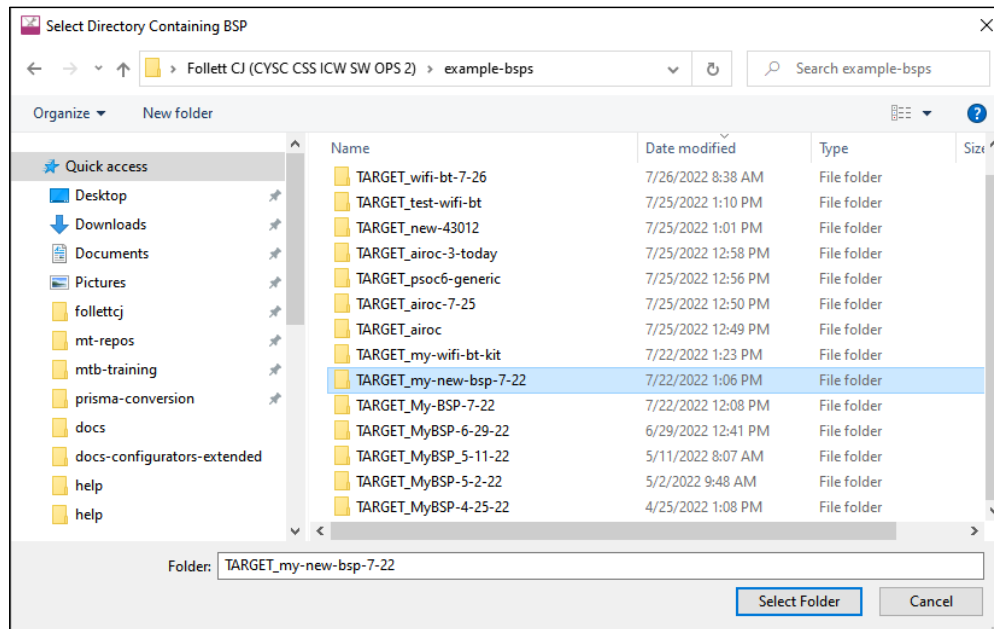 Select Directory Containing BSP
Follett CJ (CYSC CSS ICW SW OPS 2) > example-bsps
Search example-bsps
Organize
New folder
Quick access
Desktop
Downloads
Documents
Pictures
follettcj
mt-repos
mtb-training
prisma-conversion
docs
docs-configurators-extended
help
help
Name Date modified Type Size
TARGET_wifi-bt-7-26 7/26/2022 8:38 AM File folder
TARGET_test-wifi-bt 7/25/2022 1:10 PM File folder
TARGET_new-43012 7/25/2022 1:01 PM File folder
TARGET_airoc-3-today 7/25/2022 12:58 PM File folder
TARGET_psoc6-generic 7/25/2022 12:56 PM File folder
TARGET_airoc-7-25 7/25/2022 12:50 PM File folder
TARGET_airoc 7/25/2022 12:49 PM File folder
TARGET_my-wifi-bt-kit 7/22/2022 1:23 PM File folder
TARGET_my-new-bsp-7-22 7/22/2022 1:06 PM File folder
TARGET_My-BSP-7-22 7/22/2022 12:08 PM File folder
TARGET_MyBSP-6-29-22 6/29/2022 12:41 PM File folder
TARGET_MyBSP_5-11-22 5/11/2022 8:07 AM File folder
TARGET_MyBSP-5-2-22 5/2/2022 9:48 AM File folder
TARGET_MyBSP-4-25-22 4/25/2022 1:08 PM File folder
Folder: TARGET_my-new-bsp-7-22
Select Folder
Cancel